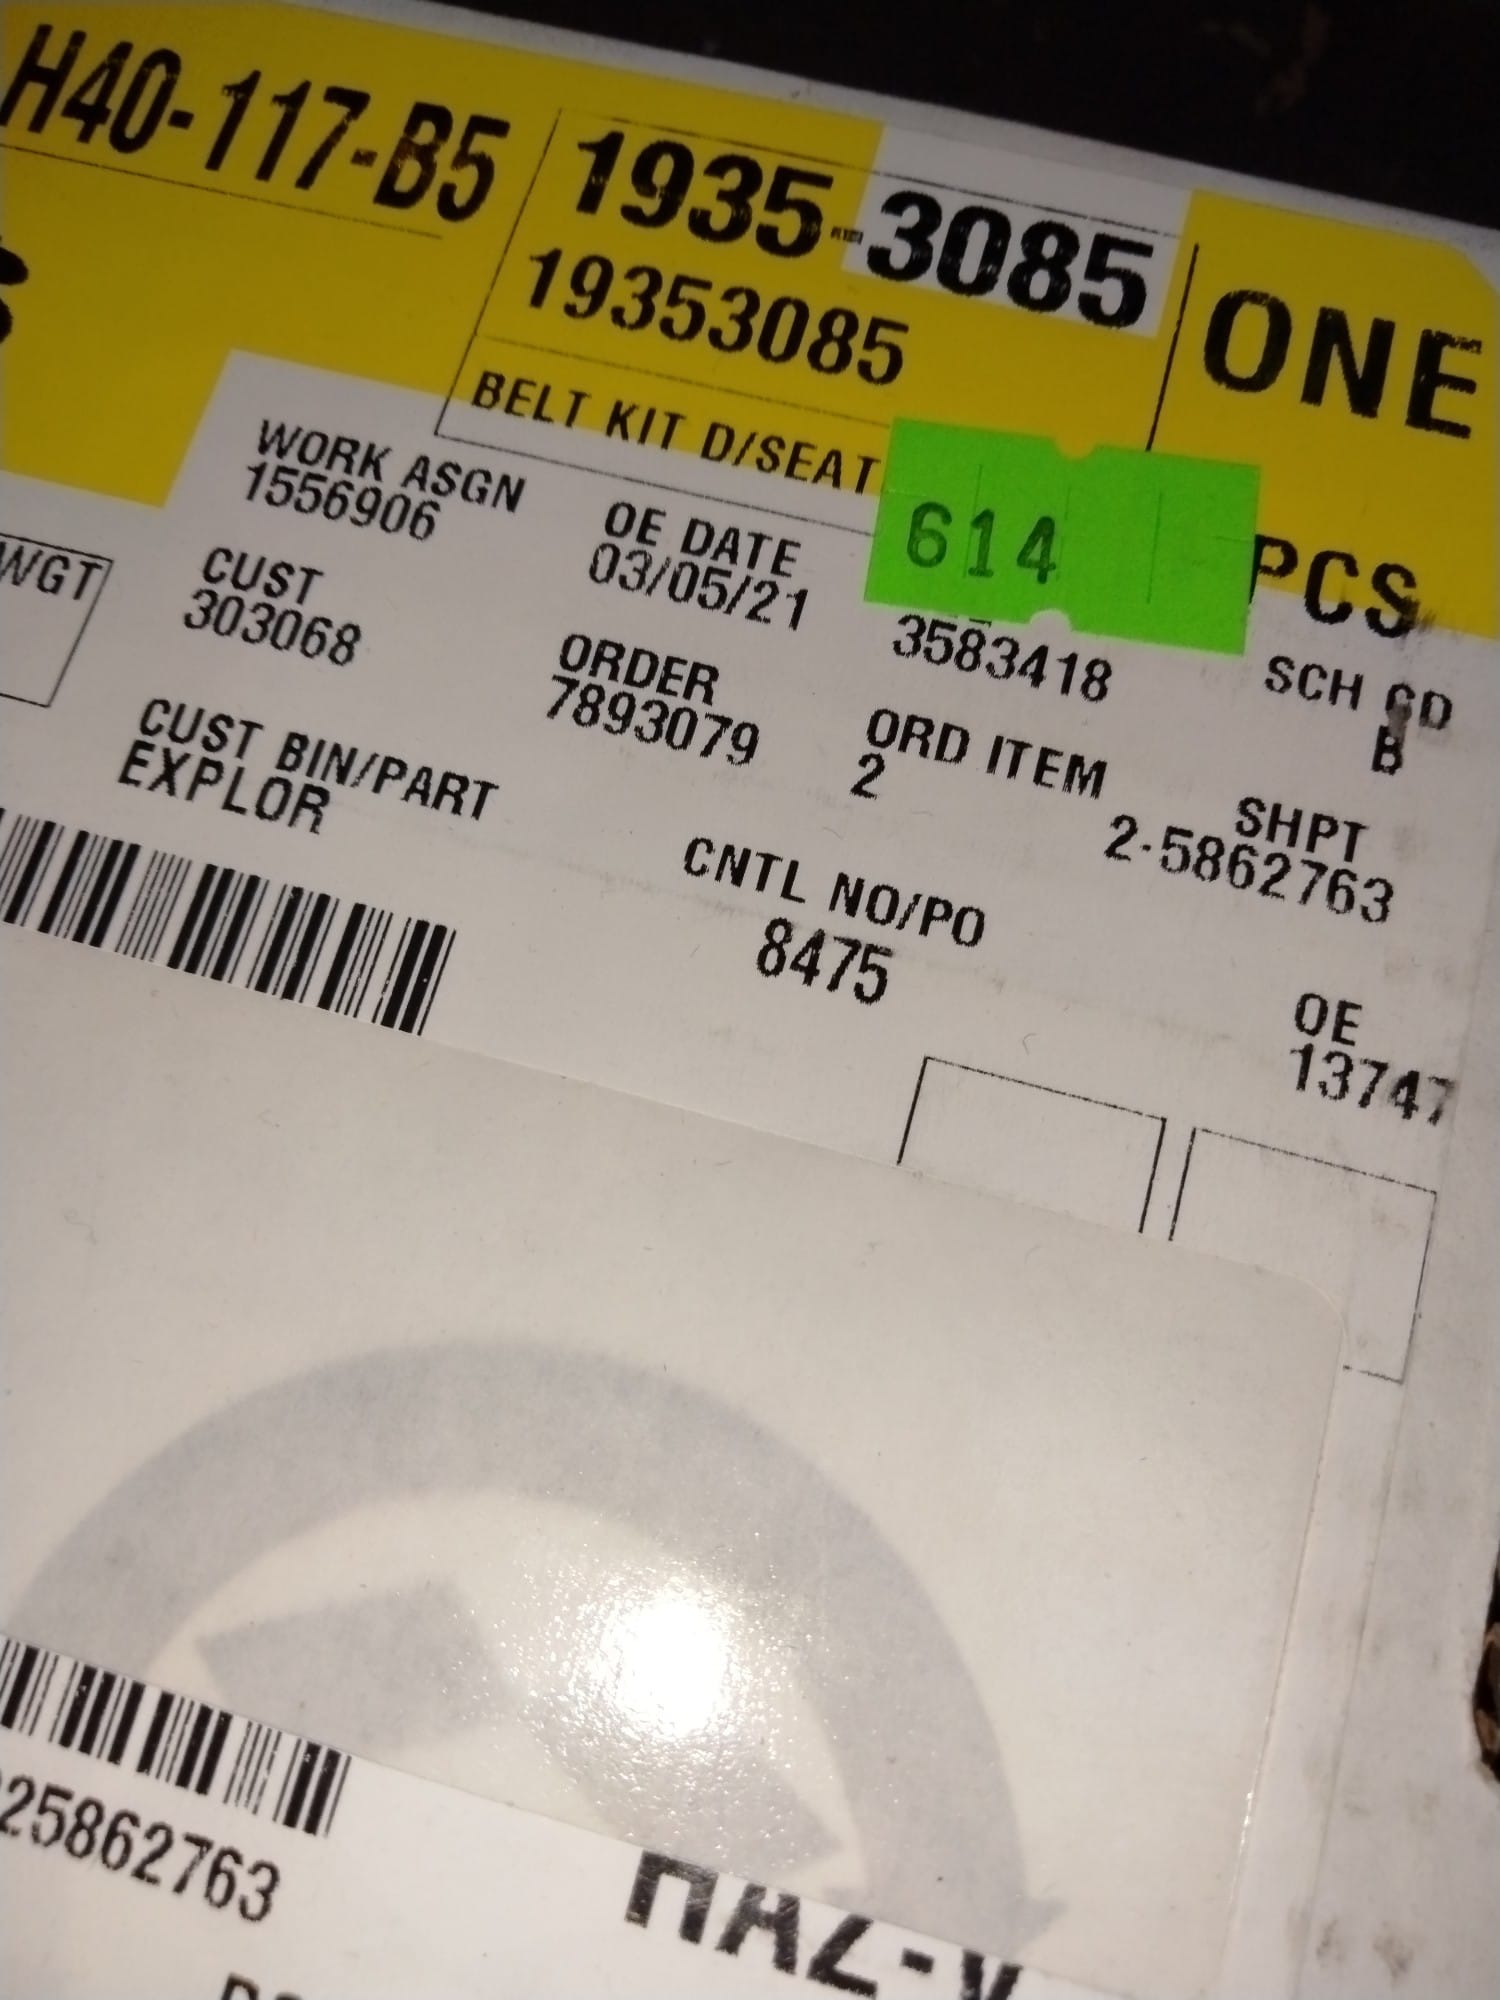 H40-117-B5
1935-3085
19353085
ONE
BELT KIT D/SEAT
614
PCS
WORK ASGN
1556906
OE DATE
03/05/21
3583418
SCH GD
B
WGT
CUST
303068
ORDER
7893079
ORD ITEM
2
SHPT
2-5862763
CUST BIN/PART
EXPLOR
CNTL NO/PO
8475
OE
13747
25862763
HAZ-V